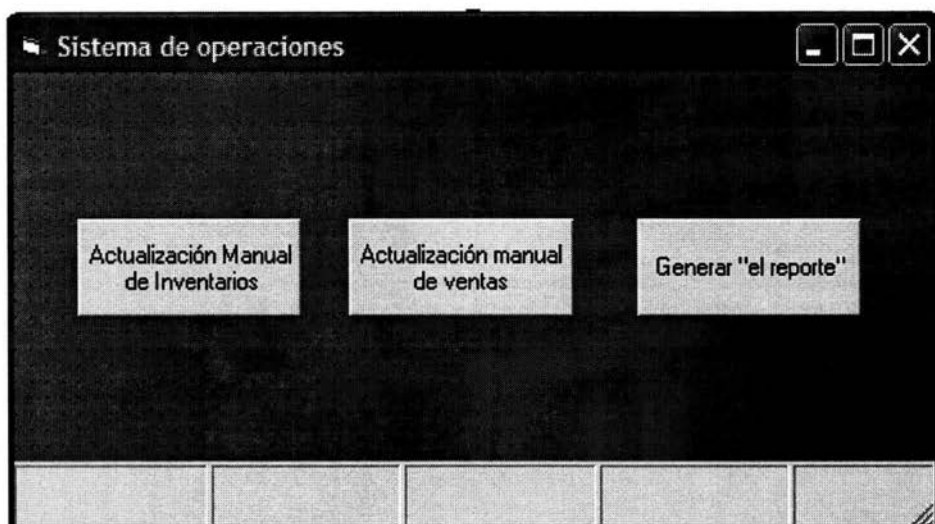 Sistema de operaciones
Actualización Manual
de Inventarios
Actualización manual
de ventas
Generar "el reporte"